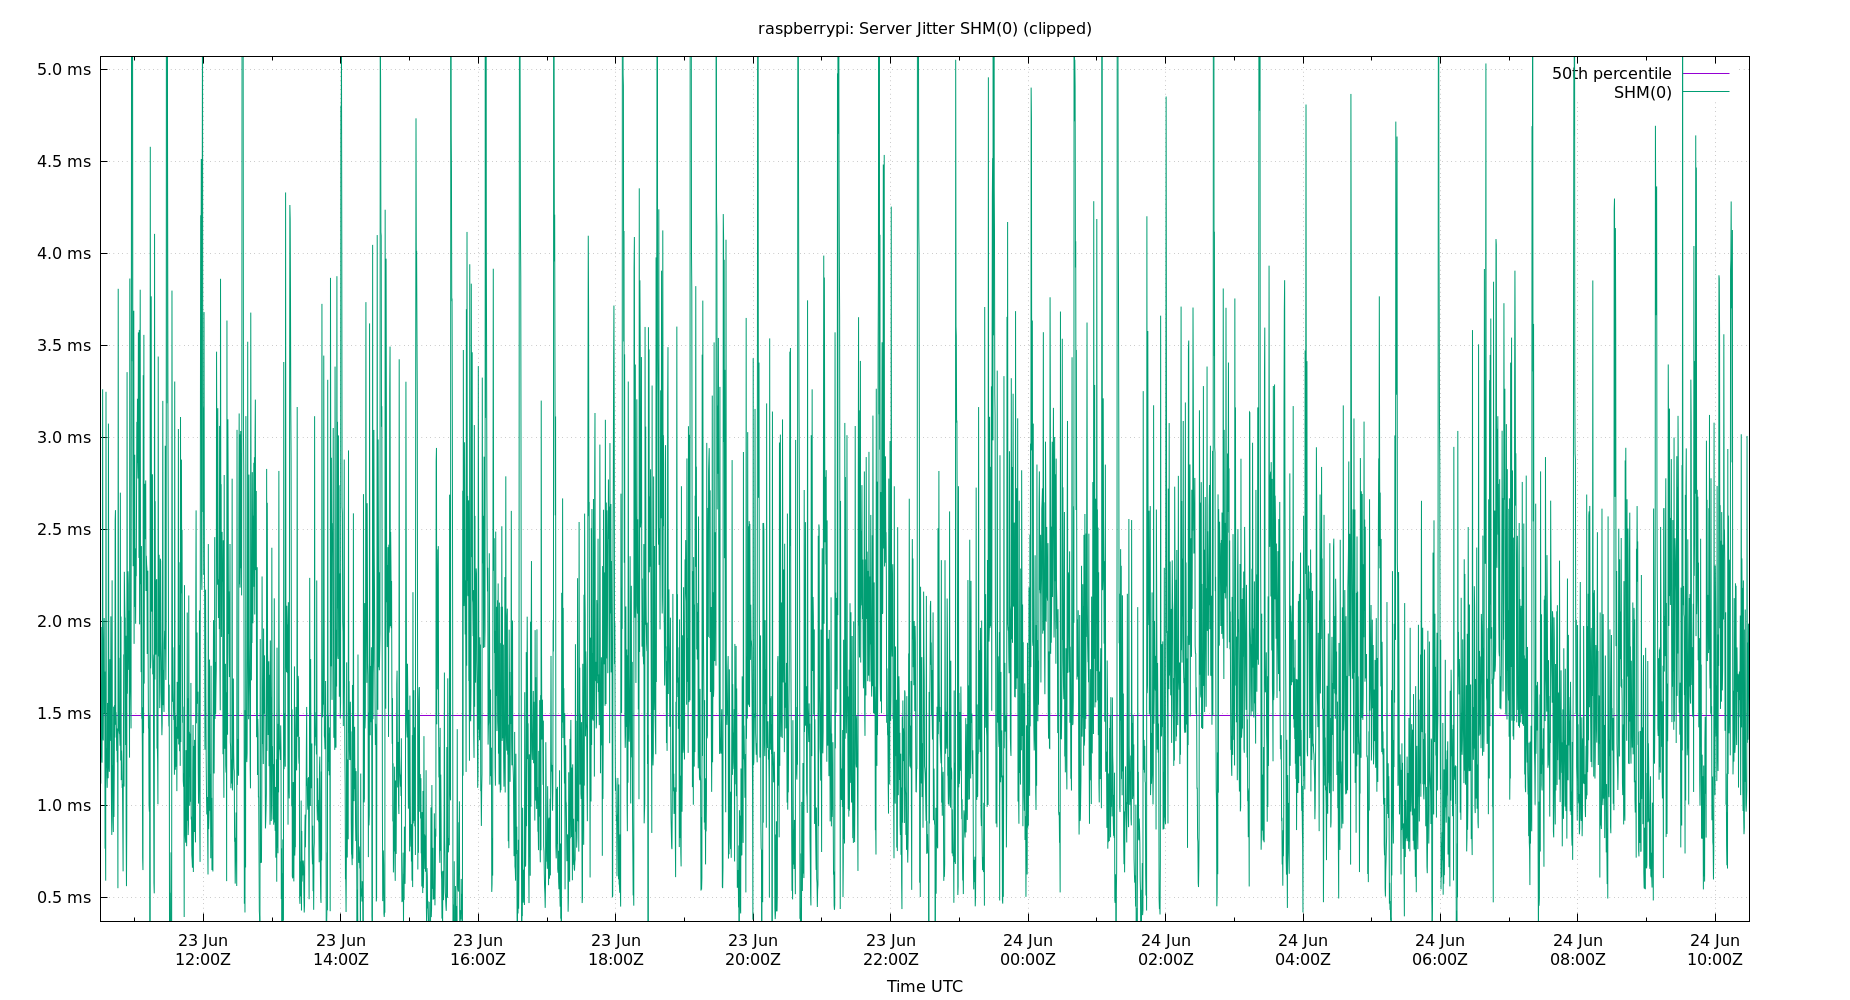 raspberrypi: Server Jitter SHM(0) (clipped)
5.0 ms
4.5 ms
4.0 ms
3.5 ms
3.0 ms
2.5 ms
2.0 ms
1.5 ms
1.0 ms
0.5 ms
50th percentile
SHM(0)
23 Jun 23 Jun 23 Jun 23 Jun 23 Jun 23 Jun 24 Jun 24 Jun 24 Jun 24 Jun 24 Jun 24 Jun
12:00Z 14:00Z 16:00Z 18:00Z 20:00Z 22:00Z 00:00Z 02:00Z 04:00Z 06:00Z 08:00Z 10:00Z
Time UTC